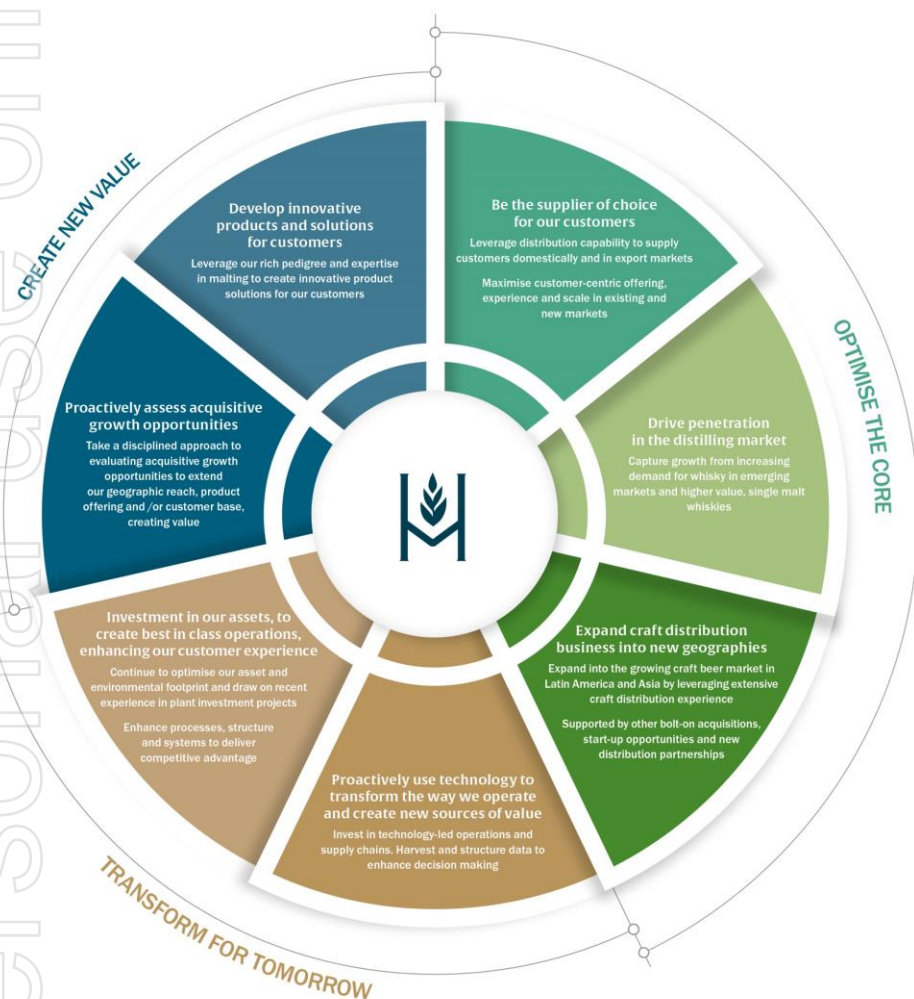 CREATE NEW VALUE
Develop innovative
products and solutions
for customers
Leverage our rich pedigree and expertise
in malting to create innovative product
solutions for our customers
Be the supplier of choice
for our customers
Leverage distribution capability to supply
customers domestically and in export markets
Maximise customer-centric offering,
experience and scale in existing and
new markets
OPTIMISE THE CORE
Drive penetration
in the distilling market
Capture growth from increasing
demand for whisky in emerging
markets and higher value, single malt
whiskies
Expand craft distribution
business into new geographies
Expand into the growing craft beer market in
Latin America and Asia by leveraging extensive
craft distribution experience
Supported by other bolt-on acquisitions,
start-up opportunities and new
distribution partnerships
Proactively use technology to
transform the way we operate
and create new sources of value
Invest in technology-led operations and
supply chains. Harvest and structure data to
enhance decision making
TRANSFORM FOR TOMORROW
Investment in our assets, to
create best in class operations,
enhancing our customer experience
Continue to optimise our asset and
environmental footprint and draw on recent
experience in plant investment projects
Enhance processes, structure
and systems to deliver
competitive advantage
Proactively assess acquisitive
growth opportunities
Take a disciplined approach to
evaluating acquisitive growth
opportunities to extend
our geographic reach, product
offering and /or customer base,
creating value